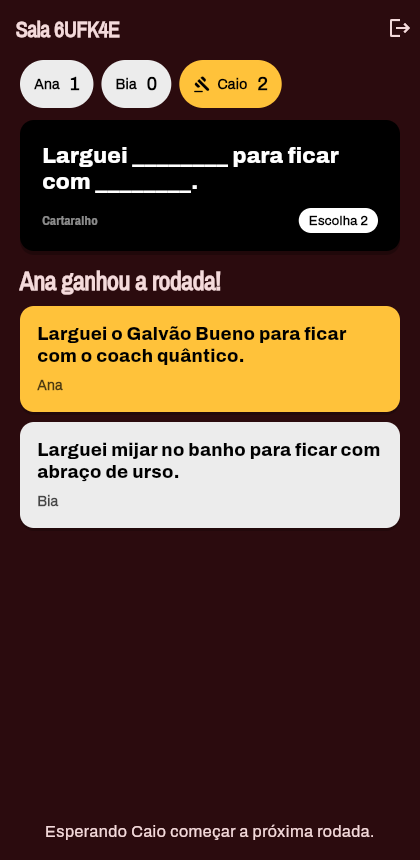 Sala 6UFK4E
Ana 1 Bia 0 Caio 2
Larguei ________ para ficar
com ________.
Cartaralho Escolha 2
Ana ganhou a rodada!
Larguei o Galvão Bueno para ficar
com o coach quântico.
Ana
Larguei mijar no banho para ficar com
abraço de urso.
Bia
Esperando Caio começar a próxima rodada.